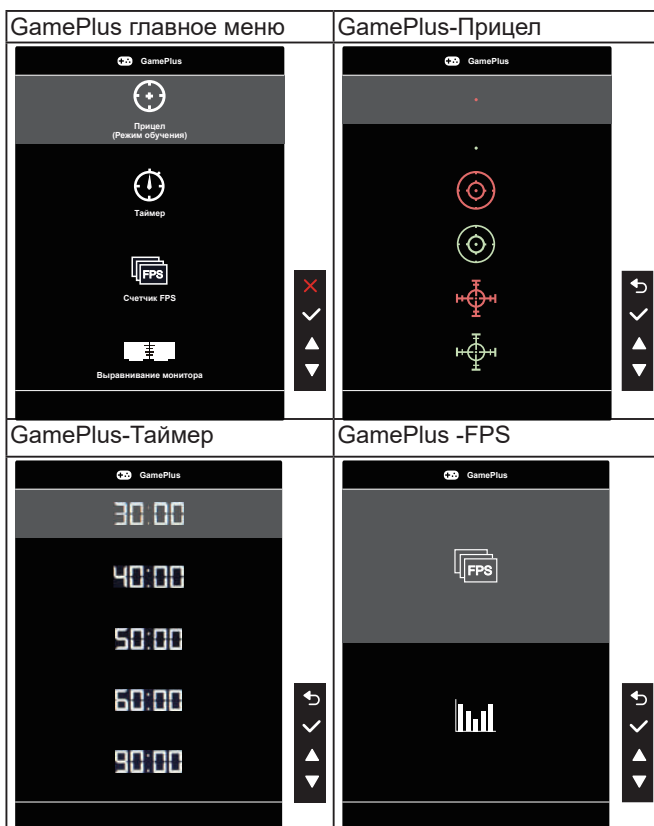 GamePlus главное меню
GamePlus-Прицел
GamePlus
Прицел
(Режим обучения)
Таймер
FPS
Счетчик FPS
Выравнивание монитора
GamePlus
GamePlus-Таймер
GamePlus -FPS
GamePlus
30:00
40:00
50:00
60:00
90:00
GamePlus
FPS